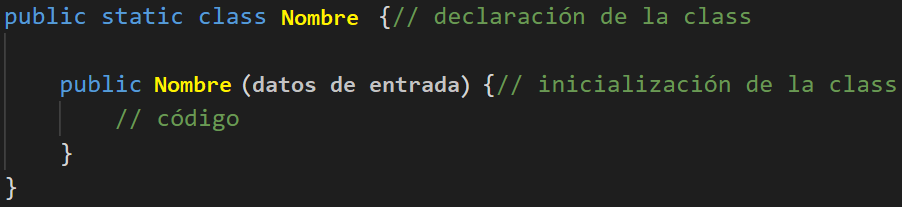 public static class Nombre {// declaración de la class
public Nombre (datos de entrada) {// inicialización de la class
// código
}
}